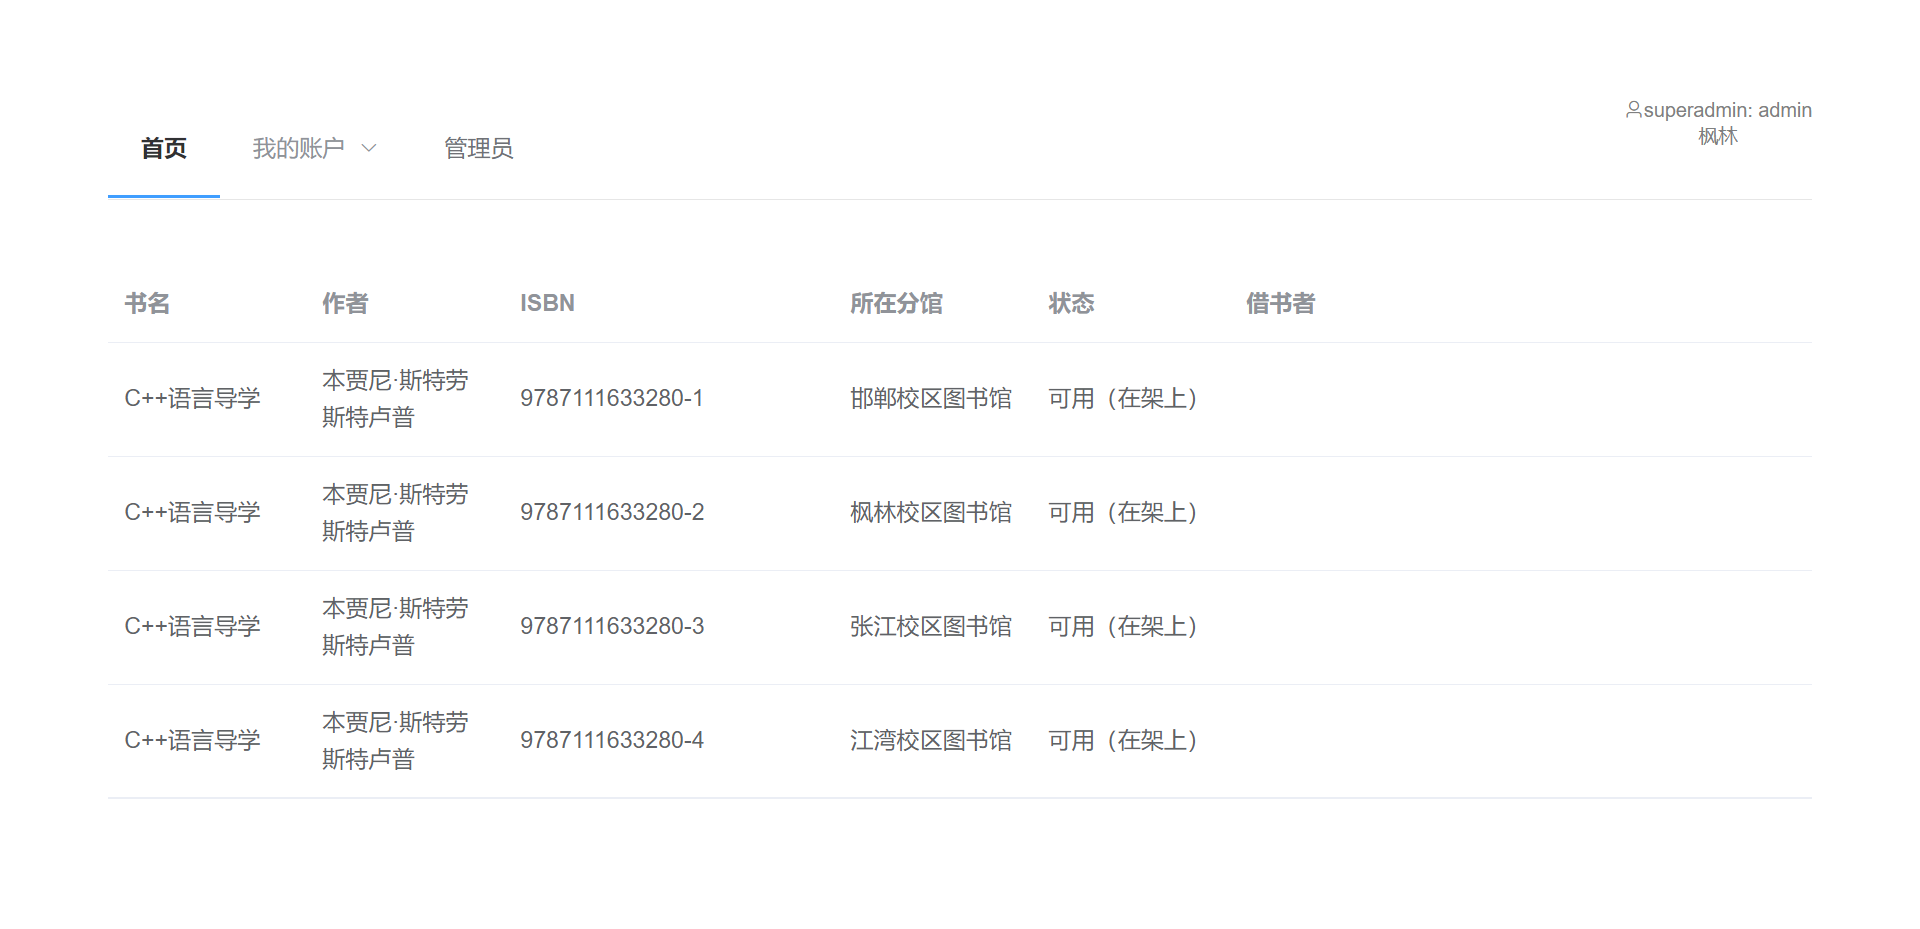 superadmin: admin
枫林
首页 我的账户 管理员
书名 作者 ISBN 所在分馆 状态 借书者
C++语言导学 本贾尼·斯特劳 9787111633280-1 邯郸校区图书馆 可用（在架上）
斯特卢普
C++语言导学 本贾尼·斯特劳 9787111633280-2 枫林校区图书馆 可用（在架上）
斯特卢普
C++语言导学 本贾尼·斯特劳 9787111633280-3 张江校区图书馆 可用（在架上）
斯特卢普
C++语言导学 本贾尼·斯特劳 9787111633280-4 江湾校区图书馆 可用（在架上）
斯特卢普